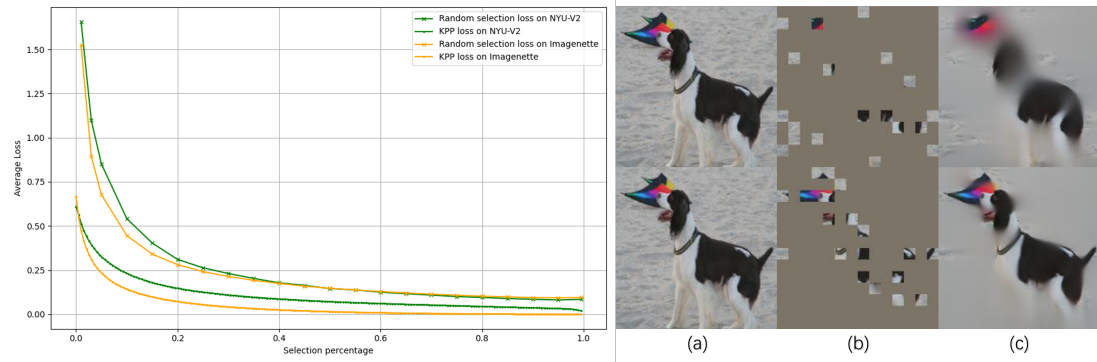 Random selection loss on NYU-V2
KPP loss on NYU-V2
Random selection loss on Imagenette
KPP loss on Imagenette
Average Loss
1.50
1.25
1.00
0.75
0.50
0.25
0.00
0.0 0.2 0.4 0.6 0.8 1.0
Selection percentage
(a) (b) (c)